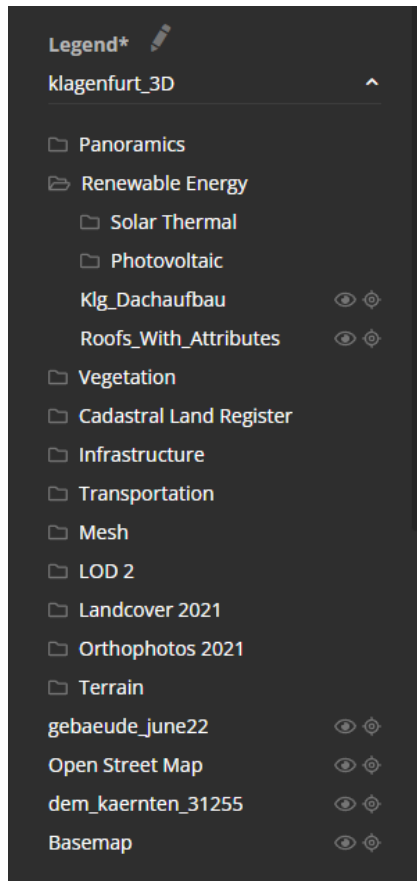 Legend*
klagenfurt_3D
Panoramics
Renewable Energy
Solar Thermal
Photovoltaic
Klg_Dachaufbau
Roofs_With_Attributes
Vegetation
Cadastral Land Register
Infrastructure
Transportation
Mesh
LOD 2
Landcover 2021
Orthophotos 2021
Terrain
gebaeude_june22
Open Street Map
dem_kaernten_31255
Basemap